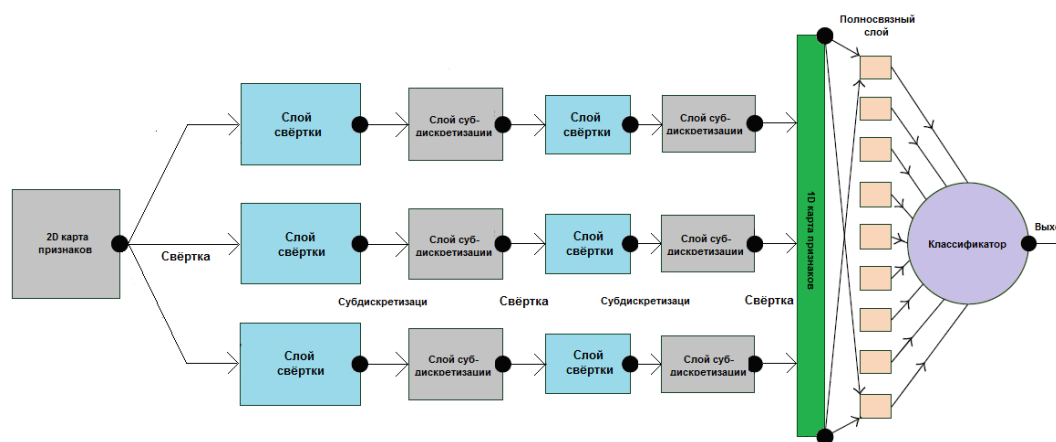 Полносвязный
слой
Слой
свёртки
Слой суб-
дискретизации
Слой
свёртки
Слой суб-
дискретизации
2D карта
признаков
Свёртка
Слой
свёртки
Слой суб-
дискретизации
Слой
свёртки
Слой суб-
дискретизации
1D карта признаков
Классификатор
Выхо
Субдискретизаци
Свёртка
Субдискретизаци
Свёртка
Слой
свёртки
Слой суб-
дискретизации
Слой
свёртки
Слой суб-
дискретизации